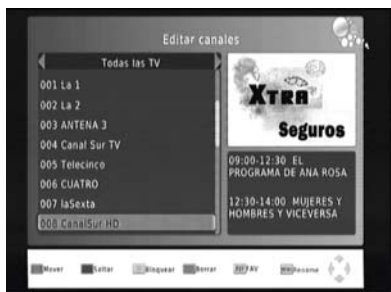 Editar canales
Todas las TV
001 La 1
002 La 2
003 ANTENA 3
004 Canal Sur TV
005 Telecinco
006 CUATRO
007 laSexta
008 CanalSur HD
XTRA
Seguros
09:00-12:30 EL
PROGRAMA DE ANA ROSA
12:30-14:00 MUJERES Y
HOMBRES Y VICEVERSA
Mover Saltar Bloquear Borrar FAV Rename